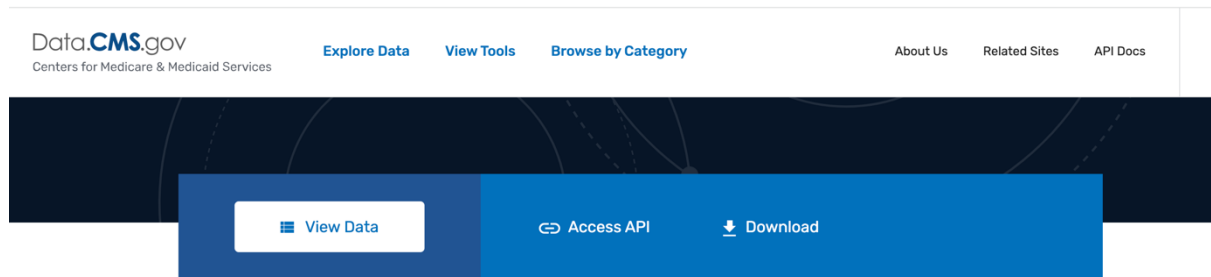 Data.CMS.gov
Centers for Medicare & Medicaid Services
Explore Data View Tools Browse by Category
About Us Related Sites API Docs
View Data Access API Download